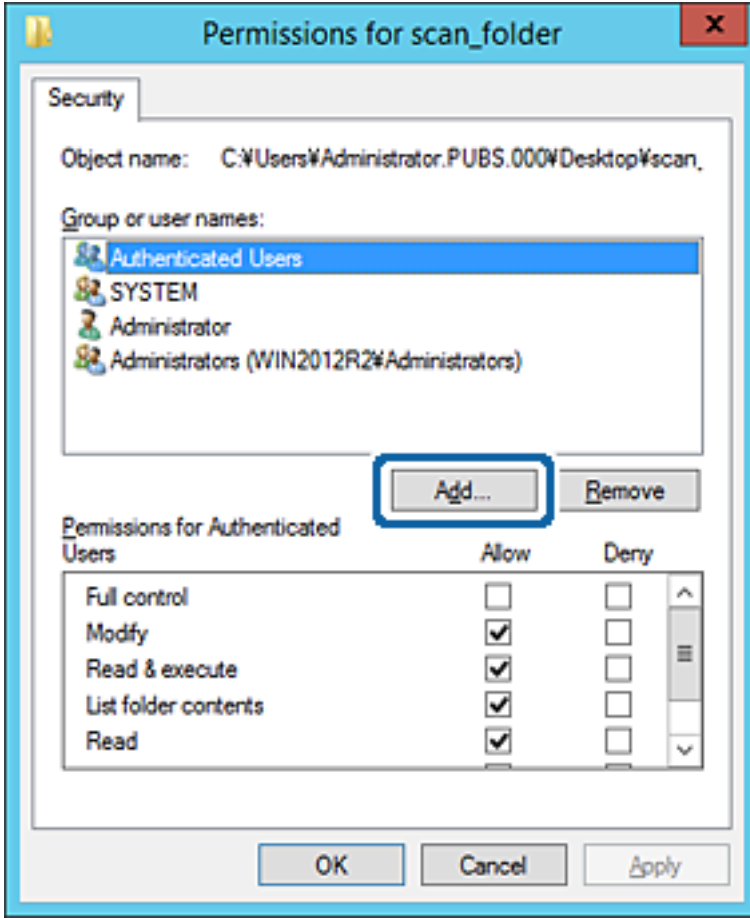 Permissions for scan_folder
x
Security
Object name: C:¥Users¥Administrator.PUBS.000¥Desktop¥scan_
Group or user names:
Authenticated Users
SYSTEM
Administrator
Administrators (WIN2012R2¥Administrators)
Add... Remove
Permissions for Authenticated
Users Allow Deny
Full control
Modify
Read & execute
List folder contents
Read
OK Cancel Apply